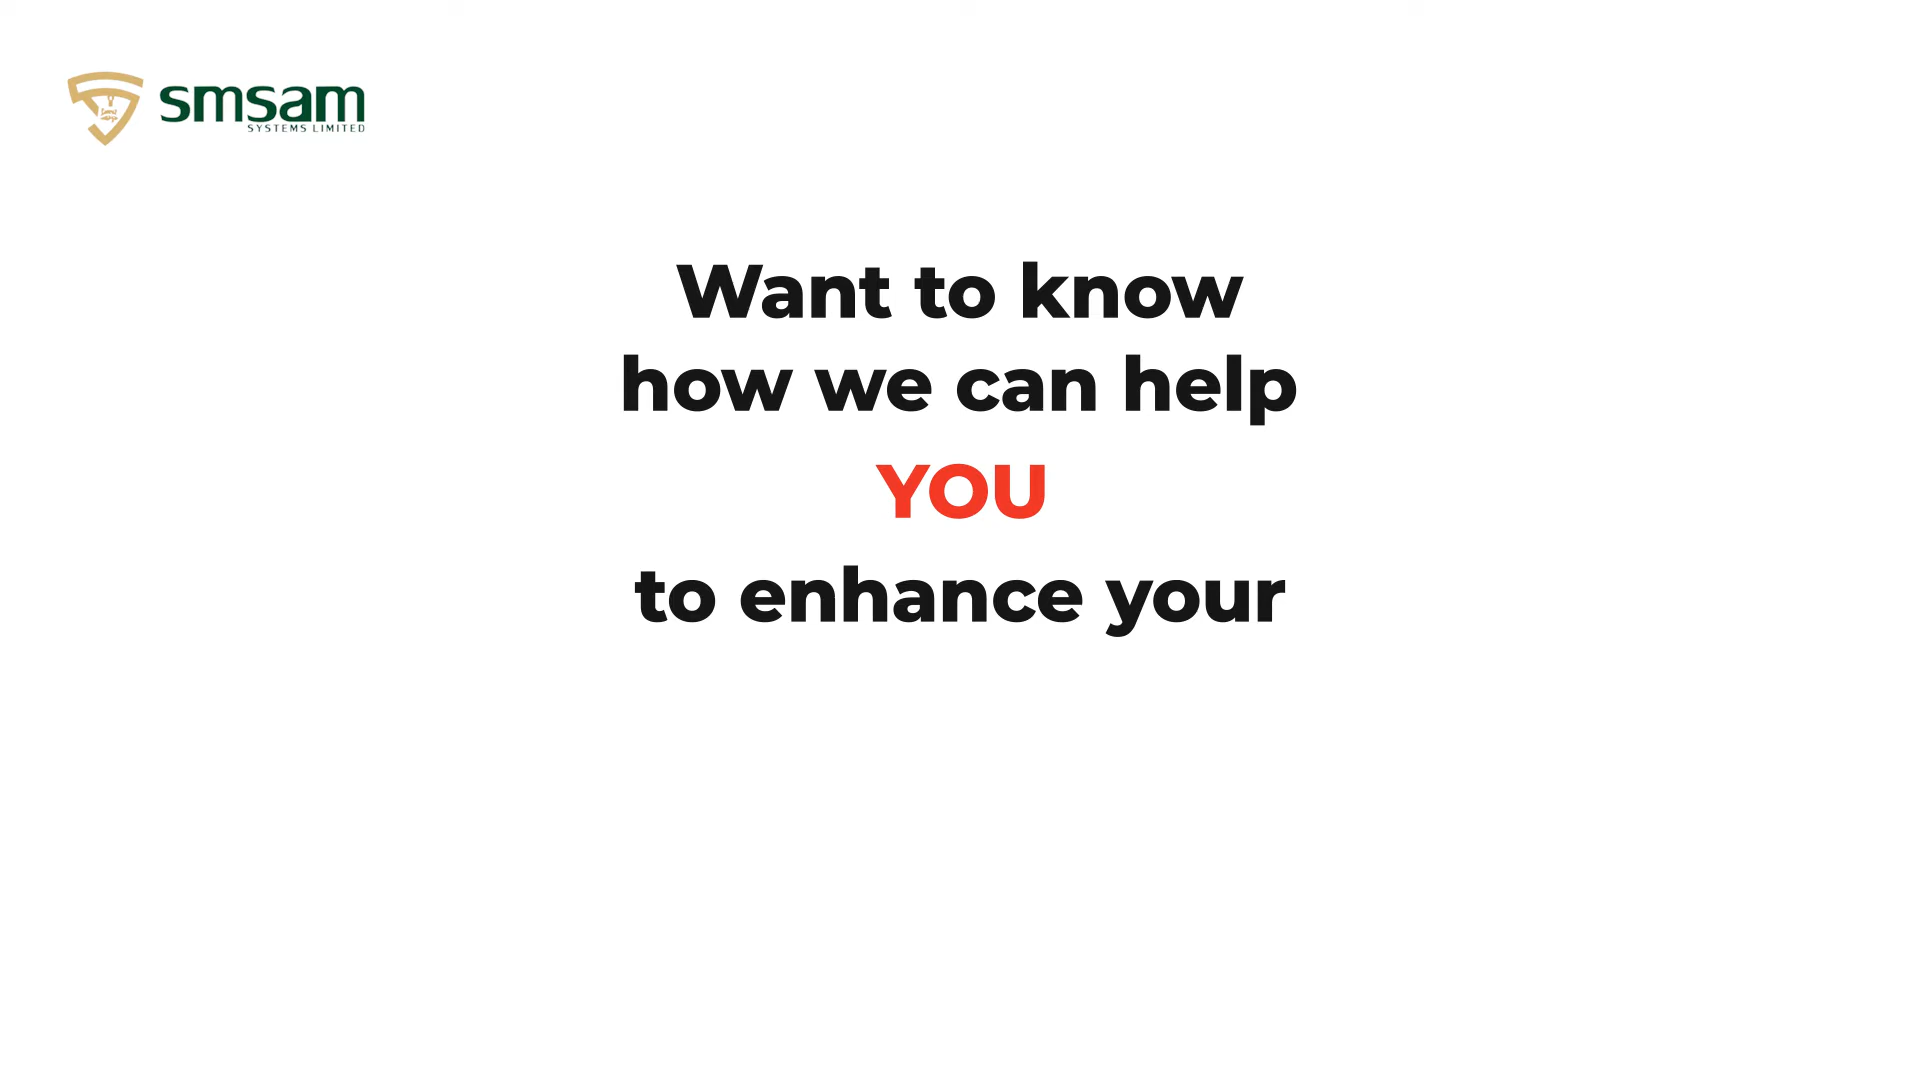 smsam
SYSTEMS LIMITED
Want to know
how we can help
YOU
to enhance your